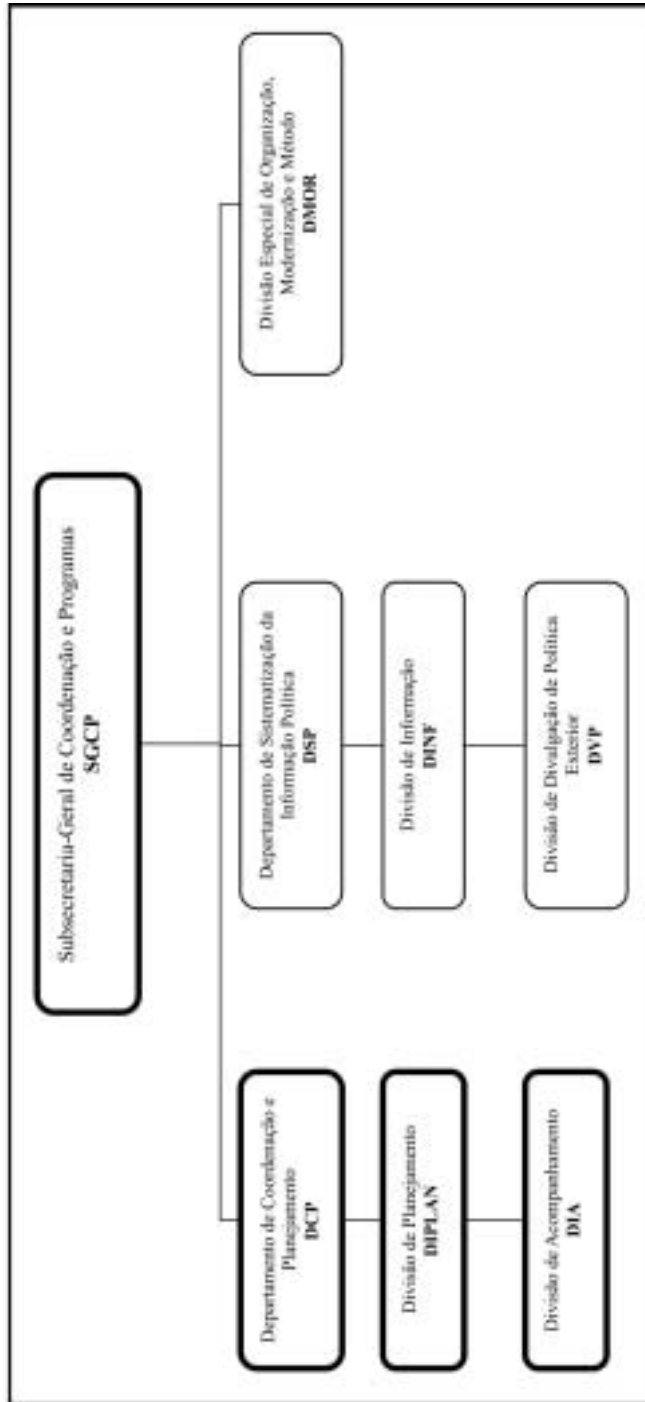 Subsecretaria-Geral de Coordenação e Programas
SGCP
Departamento de Coordenação e
Planejamento
DCP
Departamento de Sistematização da
Informação Política
DSP
Divisão Especial de Organização,
Modernização e Método
DMOR
Divisão de Planejamento
DIPLAN
Divisão de Informação
DINF
Divisão de Acompanhamento
DIA
Divisão de Divulgação de Política
Exterior
DVP